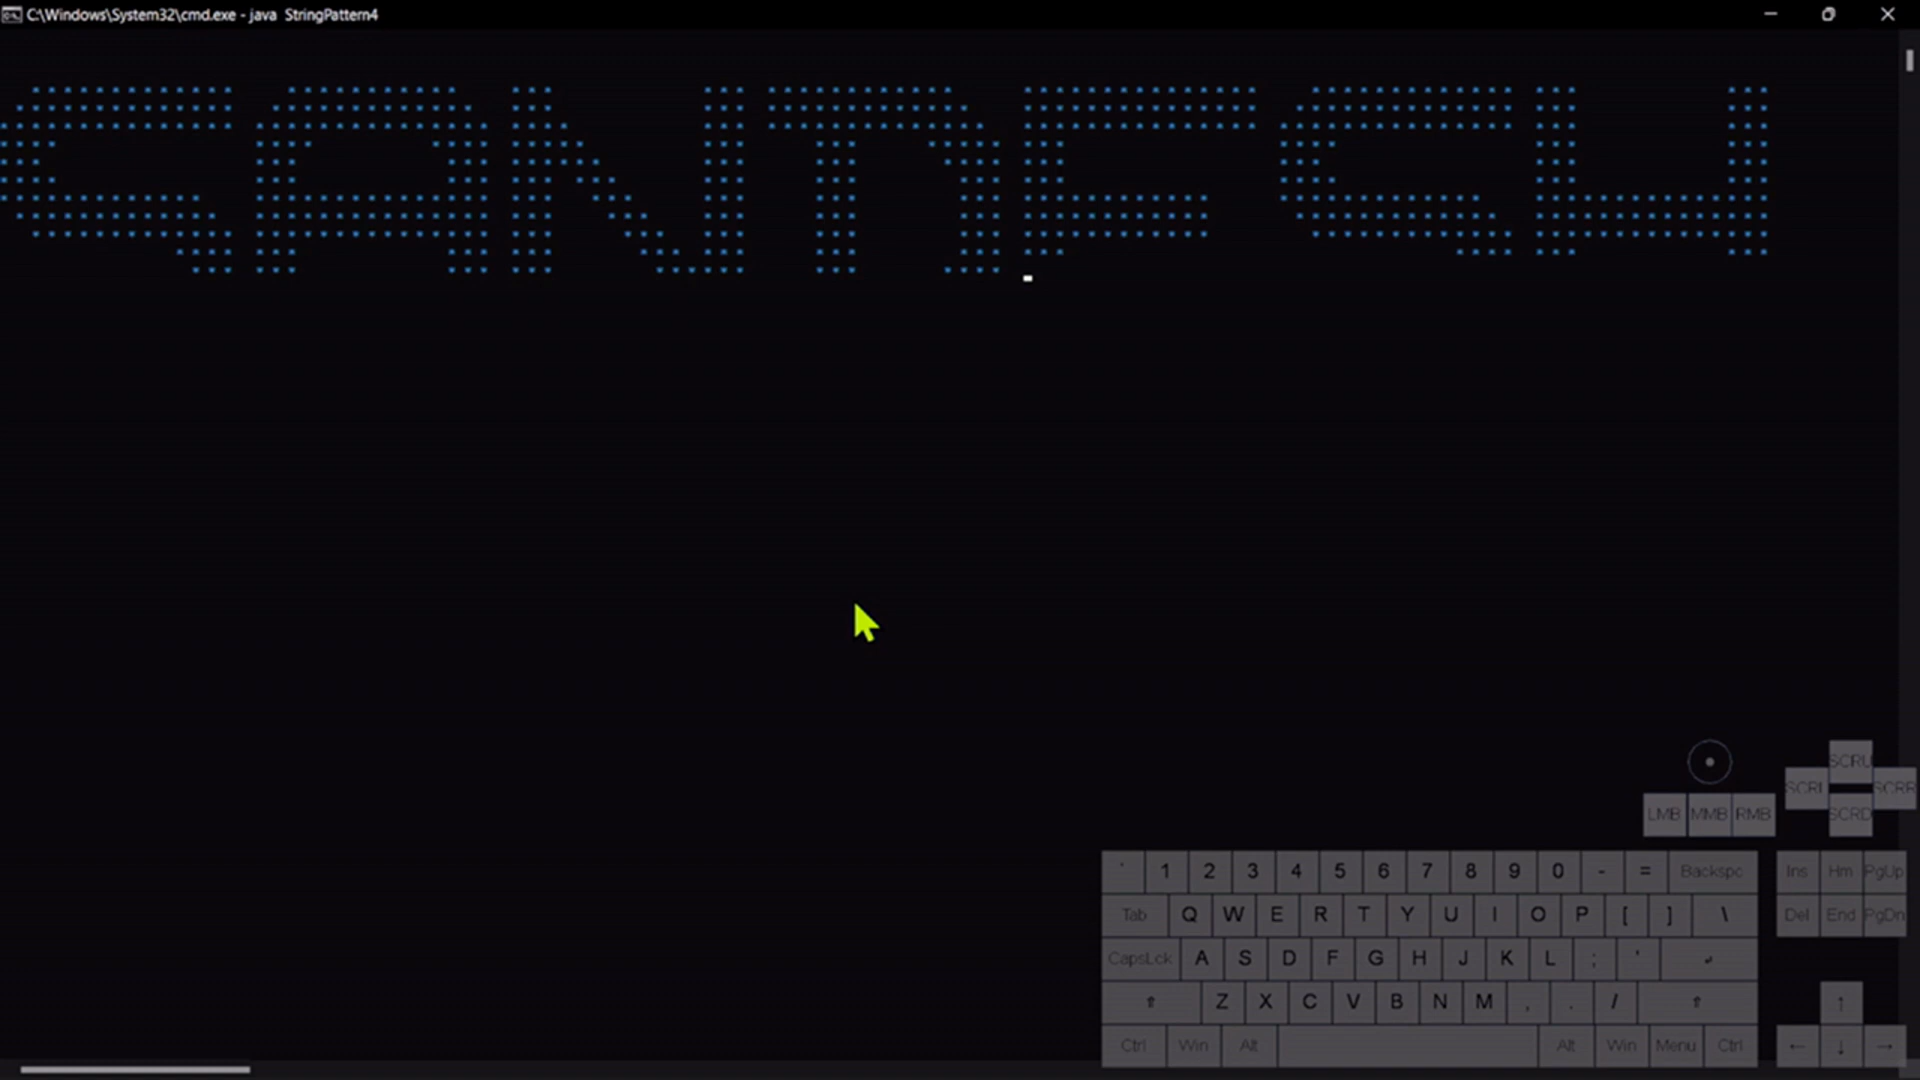 C:\Windows\System32\cmd.exe - java StringPattern4
SANDESH
SCRU
SCRL SCRR
LMB MMB RMB SCRD
` 1 2 3 4 5 6 7 8 9 0 - = Backspc Ins Hm PgUp
Tab Q W E R T Y U I O P [ ] \ Del End PgDn
CapsLck A S D F G H J K L ; ' ⏎
⇧ Z X C V B N M , . / ⇧ ↑
Ctrl Win Alt Alt Win Menu Ctrl ← ↓ →